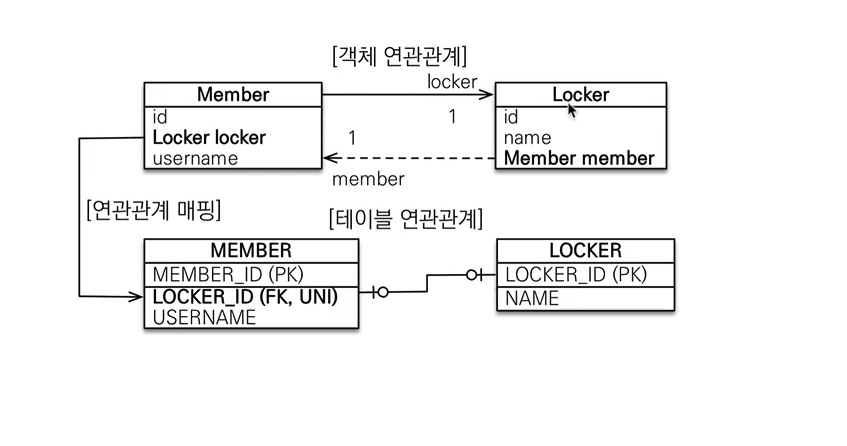 [객체 연관관계]
locker
Member
Locker
id
Locker locker
username
1
1
id
name
Member member
member
[연관관계 매핑]
[테이블 연관관계]
MEMBER
MEMBER_ID (PK)
LOCKER_ID (FK, UNI)
USERNAME
LOCKER
LOCKER_ID (PK)
NAME